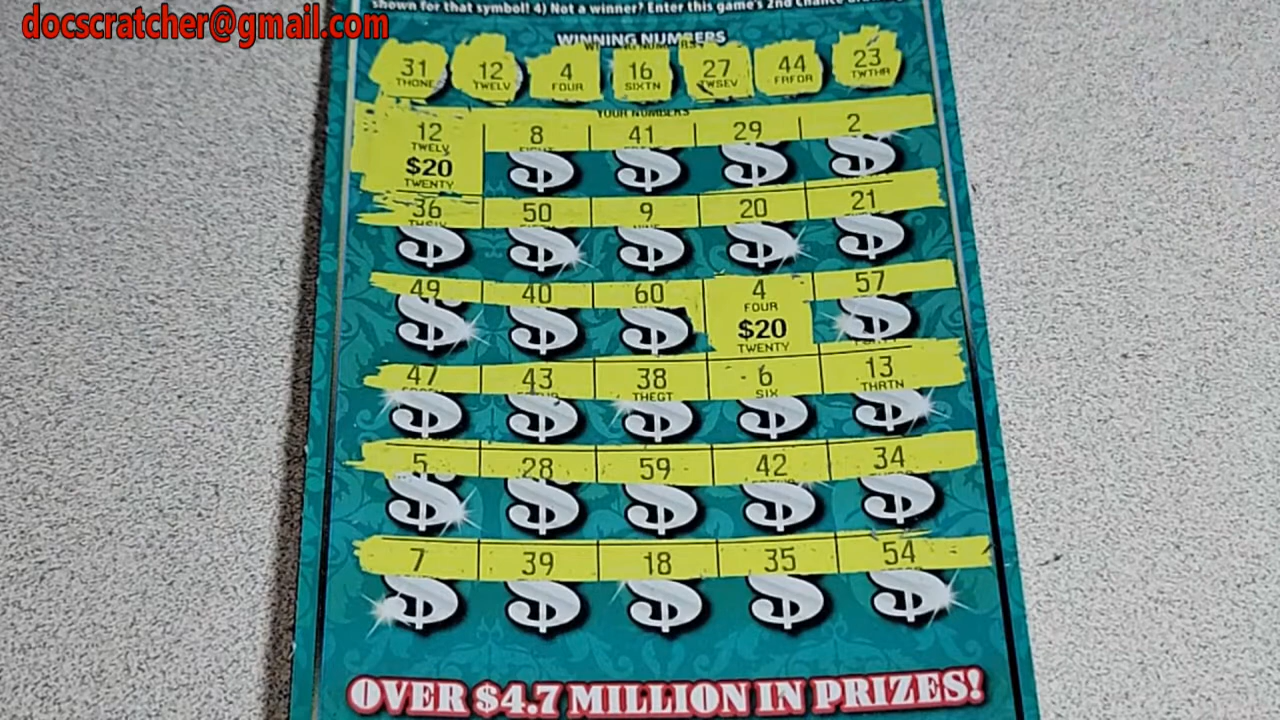 docscratcher@gmail.com
shown for that symbol! 4) Not a winner? Enter this game's 2nd Chance
WINNING NUMBERS
31 12 4 16 27 44 23
THONE TWELV FOUR SIXTN TWSEV FRFOR TWTHR
YOUR NUMBERS
12 8 41 29 2
TWELV
$20 $ $ $ $
TWENTY
36 50 9 20 21
$ $ $ $ $
49 40 60 4 57
FOUR
$ $ $ $20 $
TWENTY
47 43 38 6 13
THEGT SIX THRTN
$ $ $ $ $
5 28 59 42 34
$ $ $ $ $
7 39 18 35 54
$ $ $ $ $
OVER $4.7 MILLION IN PRIZES!